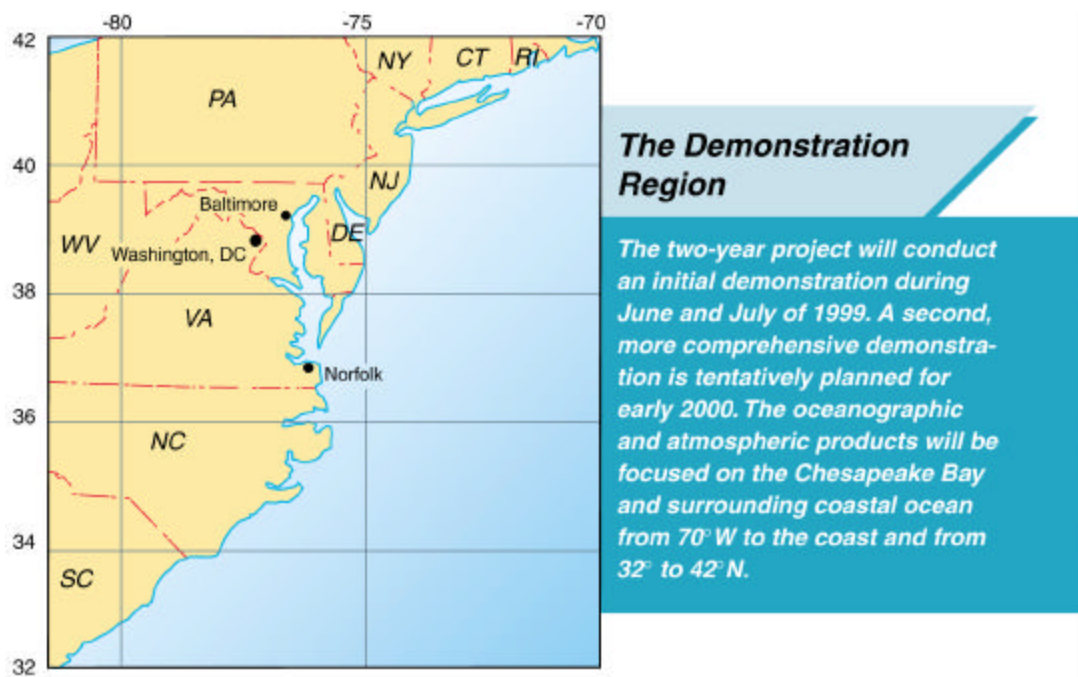 -80 -75 -70
42
NY CT RI
PA
40
NJ
Baltimore
DE
WV
Washington, DC
38
VA
Norfolk
36
NC
34
SC
32
The Demonstration
Region
The two-year project will conduct
an initial demonstration during
June and July of 1999. A second,
more comprehensive demonstra-
tion is tentatively planned for
early 2000. The oceanographic
and atmospheric products will be
focused on the Chesapeake Bay
and surrounding coastal ocean
from 70° W to the coast and from
32° to 42° N.